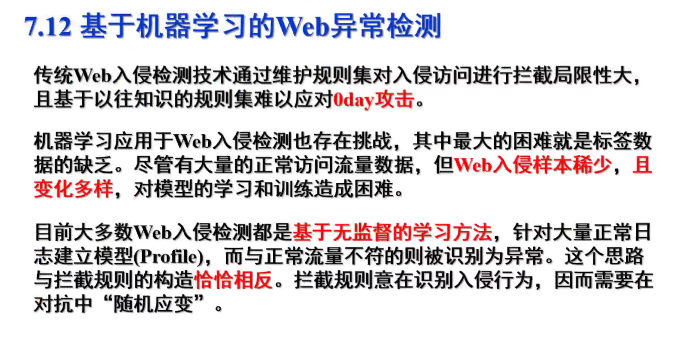 7.12 基于机器学习的Web异常检测
传统Web入侵检测技术通过维护规则集对入侵访问进行拦截局限性大，
且基于以往知识的规则集难以应对0day攻击。
机器学习应用于Web入侵检测也存在挑战，其中最大的困难就是标签数
据的缺乏。尽管有大量的正常访问流量数据，但Web入侵样本稀少，且
变化多样，对模型的学习和训练造成困难。
目前大多数Web入侵检测都是基于无监督的学习方法，针对大量正常日
志建立模型(Profile)，而与正常流量不符的则被识别为异常。这个思路
与拦截规则的构造恰恰相反。拦截规则意在识别入侵行为，因而需要在
对抗中“随机应变”。